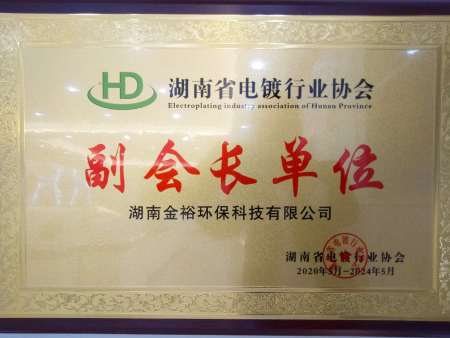 HD 湖南省电镀行业协会
Electroplating industry association of Hunan Province
副会长单位
湖南金裕环保科技有限公司
湖南省电镀行业协会
2020年5月-2024年5月